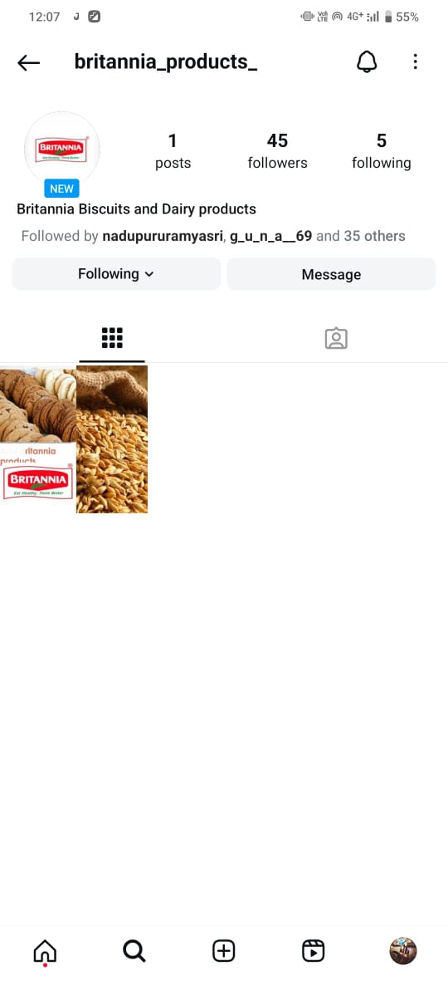 12:07 J VoI LTE 4G+ 55%
britannia_products_
BRITANNIA
Eat Healthy, Think Better
NEW
1 45 5
posts followers following
Britannia Biscuits and Dairy products
Followed by nadupururamyasri, g_u_n_a__69 and 35 others
Following Message
ritannia
products
BRITANNIA
Eat Healthy, Think Better